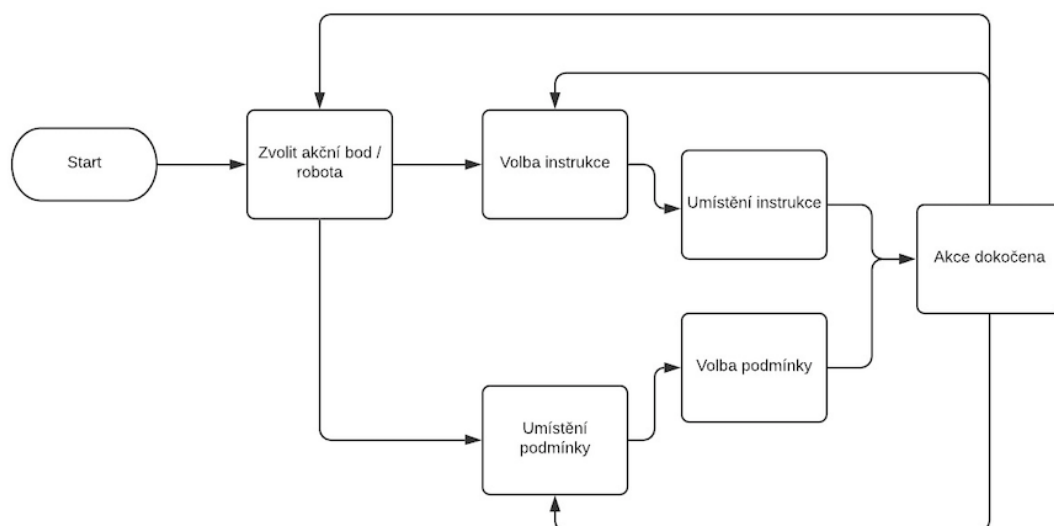 Start
Zvolit akční bod /
robota
Volba instrukce
Umístění instrukce
Akce dokočena
Volba podmínky
Umístění
podmínky